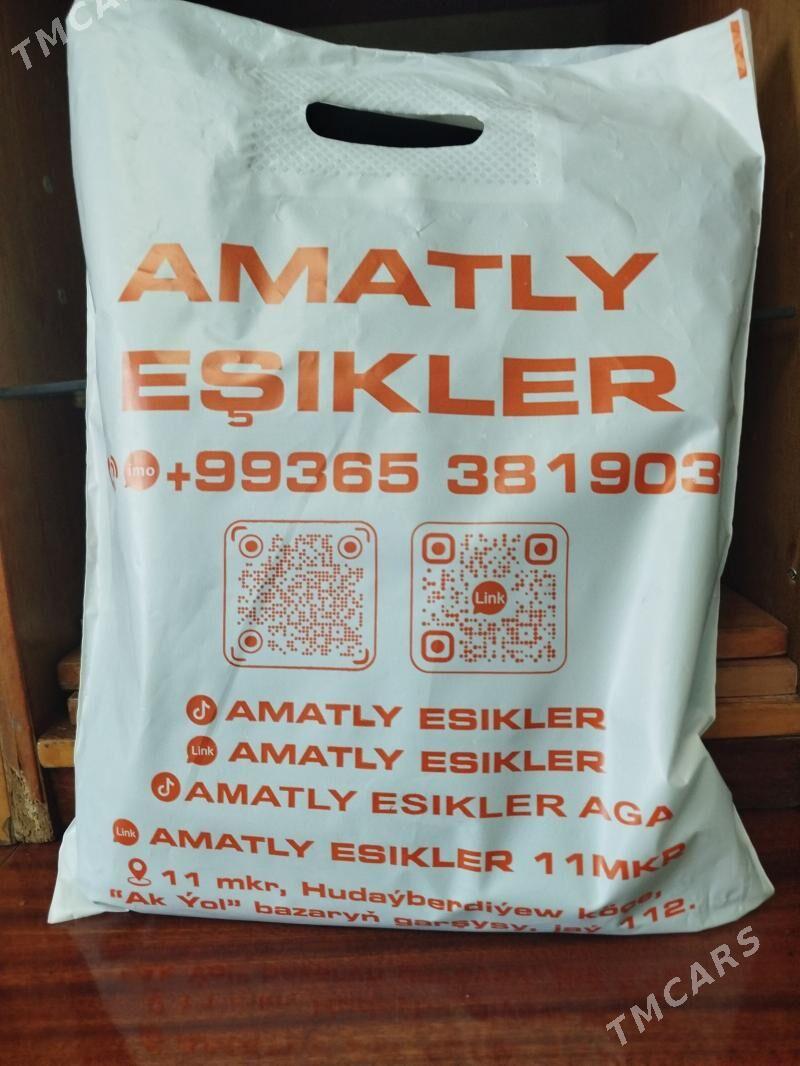 TMCARS
AMATLY
EŞIKLER
imo +99365 381903
Link
AMATLY ESIKLER
Link AMATLY ESIKLER
AMATLY ESIKLER AGA
Link AMATLY ESIKLER 11MKR
11 mkr, Hudaýberdiýew köçe,
"Ak Ýol" bazaryň garşysy, jaý 112.
TMCARS